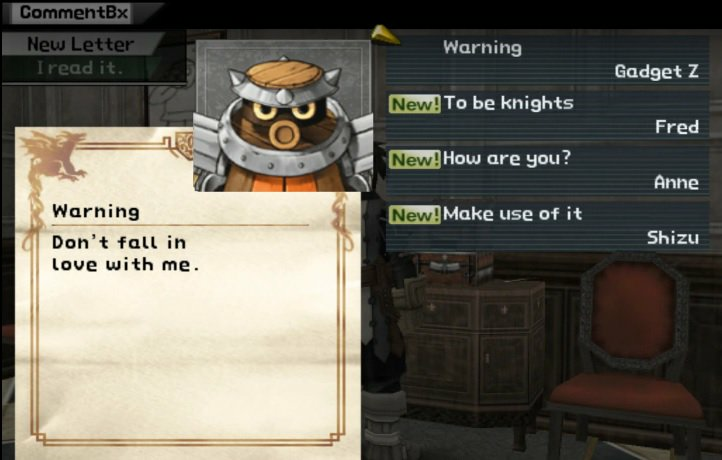 CommentBx
New Letter
I read it.
Warning
Don't fall in
love with me.
Warning
Gadget Z
New! To be knights
Fred
New! How are you?
Anne
New! Make use of it
Shizu